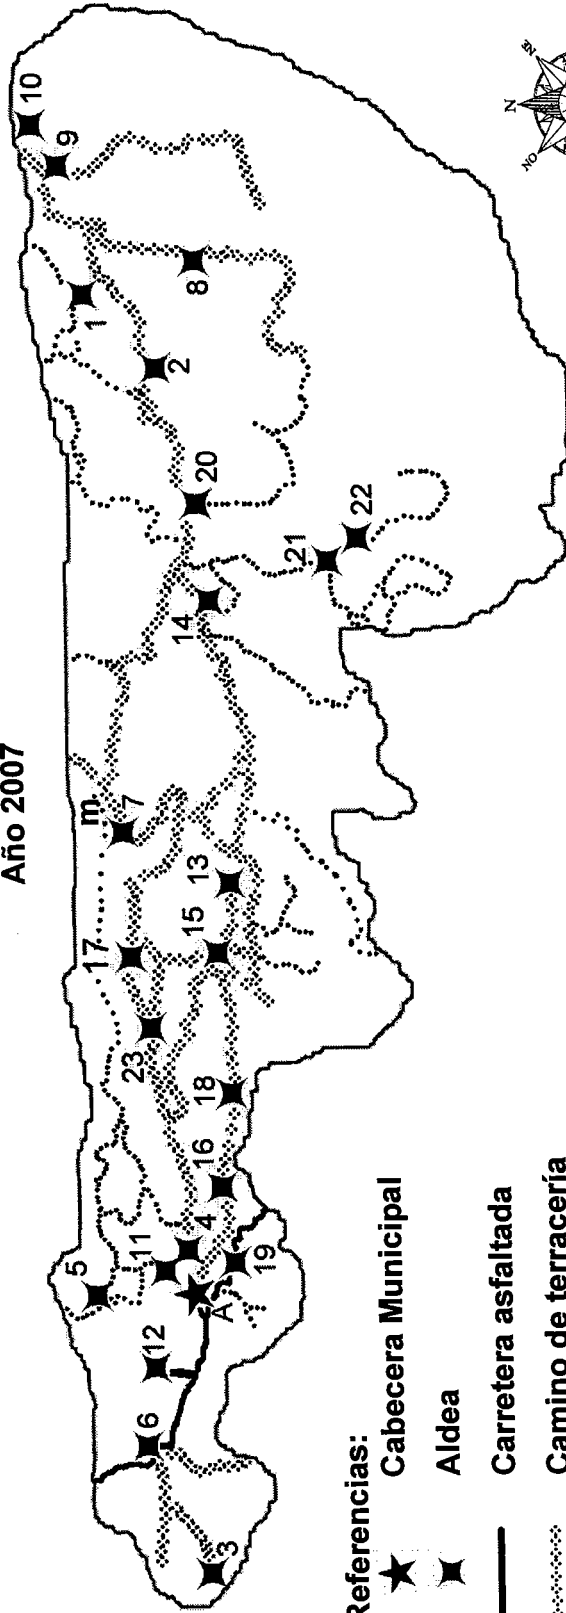 Año 2007
10
9
1
2
8
20
22
21
14
m
7
13
15
17
23
18
16
4
11
5
19
A
12
6
3
N
NE
NO
Referencias:
Cabecera Municipal
Aldea
Carretera asfaltada
Camino de terracería